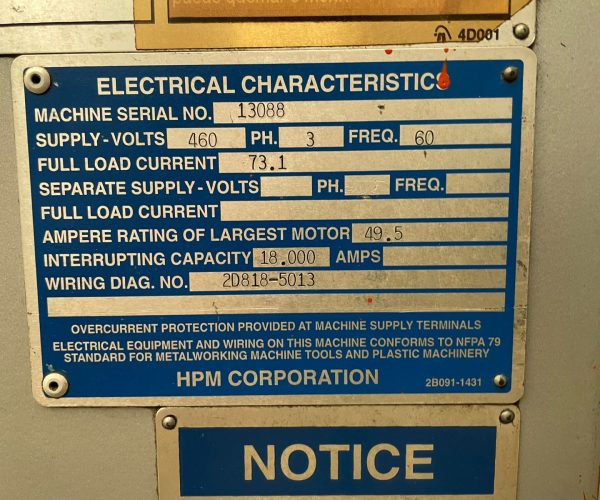 4D001
ELECTRICAL CHARACTERISTICS
MACHINE SERIAL NO. 13088
SUPPLY-VOLTS 460 PH. 3 FREQ. 60
FULL LOAD CURRENT 73.1
SEPARATE SUPPLY-VOLTS PH. FREQ.
FULL LOAD CURRENT
AMPERE RATING OF LARGEST MOTOR 49.5
INTERRUPTING CAPACITY 18.000 AMPS
WIRING DIAG. NO. 2D818-5013
OVERCURRENT PROTECTION PROVIDED AT MACHINE SUPPLY TERMINALS
ELECTRICAL EQUIPMENT AND WIRING ON THIS MACHINE CONFORMS TO NFPA 79
STANDARD FOR METALWORKING MACHINE TOOLS AND PLASTIC MACHINERY
HPM CORPORATION 2B091-1431
NOTICE